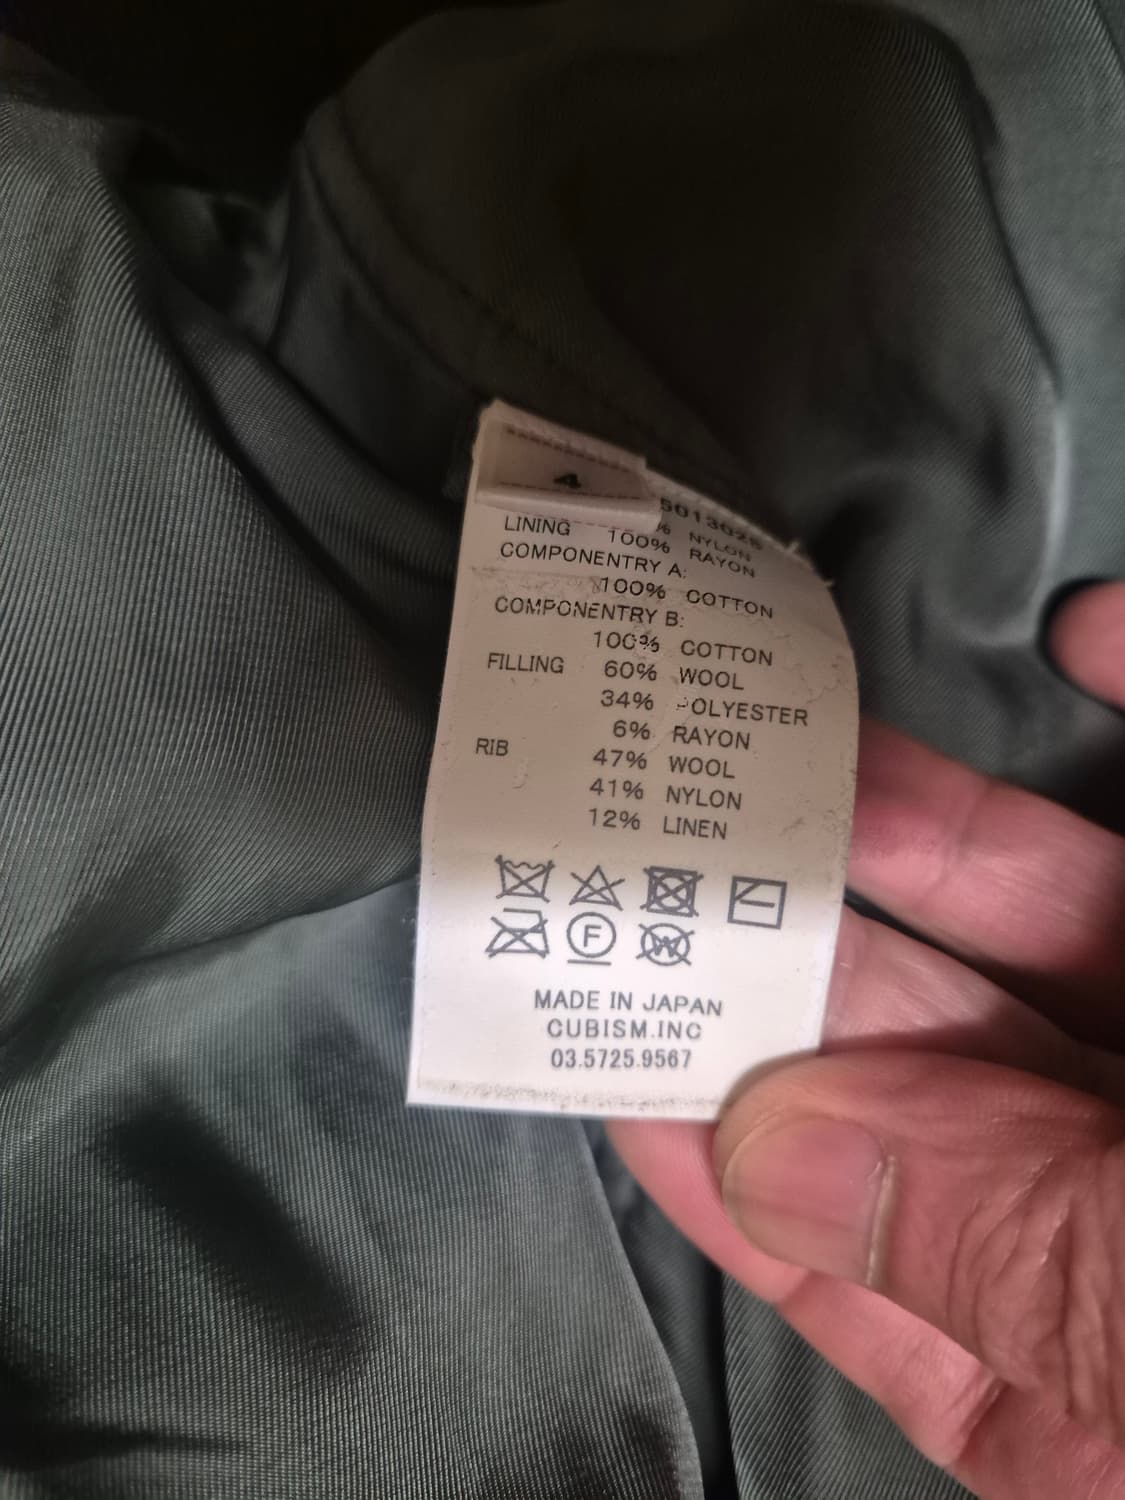 4
5013028
% NYLON
LINING 100% RAYON
COMPONENTRY A:
100% COTTON
COMPONENTRY B:
100% COTTON
FILLING 60% WOOL
34% POLYESTER
6% RAYON
RIB 47% WOOL
41% NYLON
12% LINEN
F
W
MADE IN JAPAN
CUBISM.INC
03.5725.9567